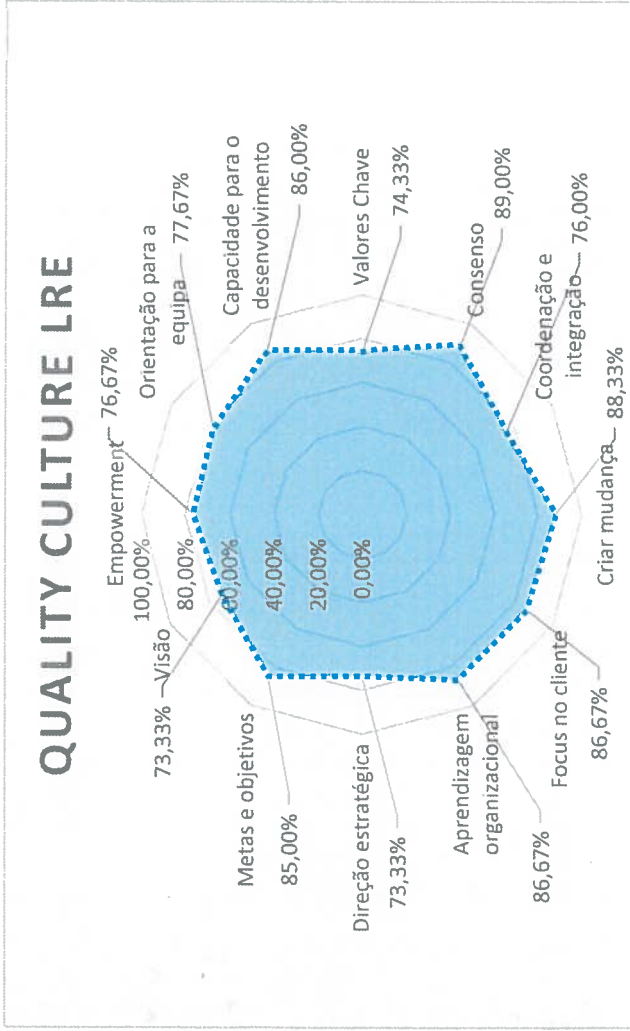 QUALITY CULTURE LRE
Empowerment
76,67%
Orientação para a
equipa
77,67%
Capacidade para o
desenvolvimento
86,00%
Valores Chave
74,33%
Consenso
89,00%
Coordenação e
integração
76,00%
Criar mudança
88,33%
Focus no cliente
86,67%
Aprendizagem
organizacional
86,67%
Direção estratégica
73,33%
Metas e objetivos
85,00%
Visão
73,33%
100,00%
80,00%
60,00%
40,00%
20,00%
0,00%